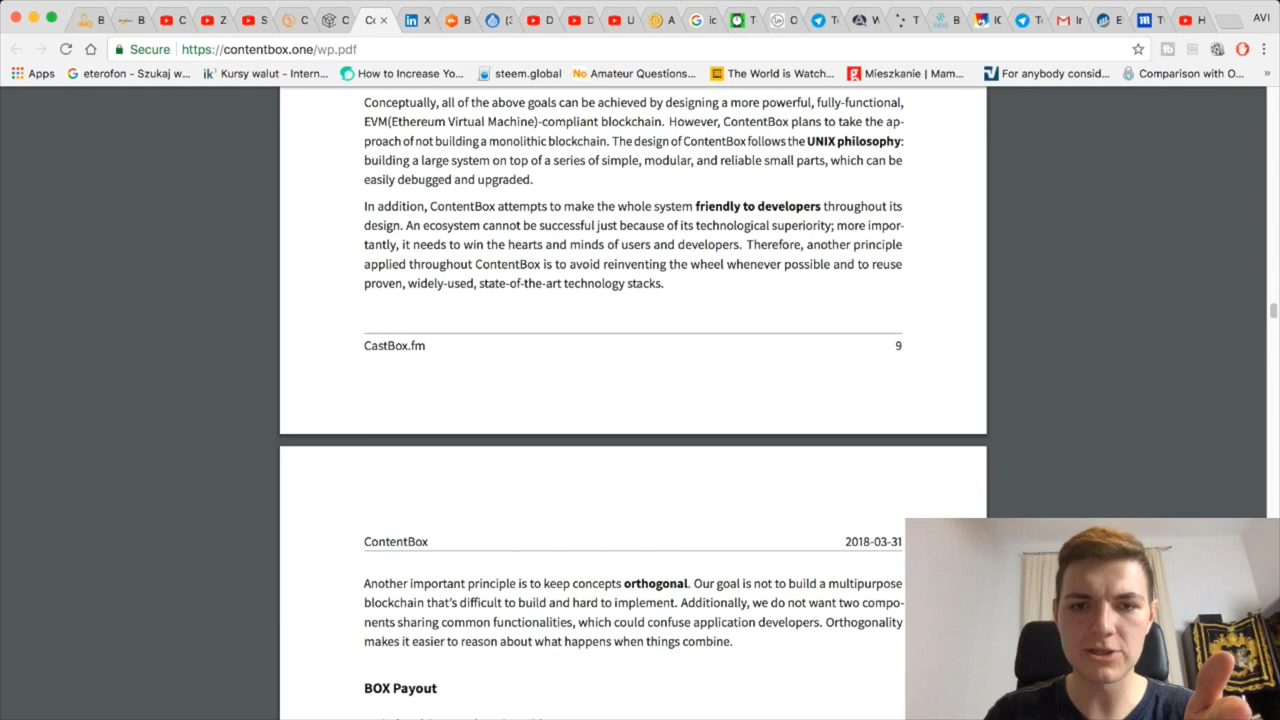 AVI
Secure https://contentbox.one/wp.pdf
Apps eterofon - Szukaj w... Kursy walut - Intern... How to Increase Yo... steem.global Amateur Questions... The World is Watch... Mieszkanie | Mam... For anybody consid... Comparison with O...
Conceptually, all of the above goals can be achieved by designing a more powerful, fully-functional,
EVM(Ethereum Virtual Machine)-compliant blockchain. However, ContentBox plans to take the ap-
proach of not building a monolithic blockchain. The design of ContentBox follows the UNIX philosophy:
building a large system on top of a series of simple, modular, and reliable small parts, which can be
easily debugged and upgraded.
In addition, ContentBox attempts to make the whole system friendly to developers throughout its
design. An ecosystem cannot be successful just because of its technological superiority; more impor-
tantly, it needs to win the hearts and minds of users and developers. Therefore, another principle
applied throughout ContentBox is to avoid reinventing the wheel whenever possible and to reuse
proven, widely-used, state-of-the-art technology stacks.
CastBox.fm 9
ContentBox 2018-03-31
Another important principle is to keep concepts orthogonal. Our goal is not to build a multipurpose
blockchain that's difficult to build and hard to implement. Additionally, we do not want two compo-
nents sharing common functionalities, which could confuse application developers. Orthogonality
makes it easier to reason about what happens when things combine.
BOX Payout